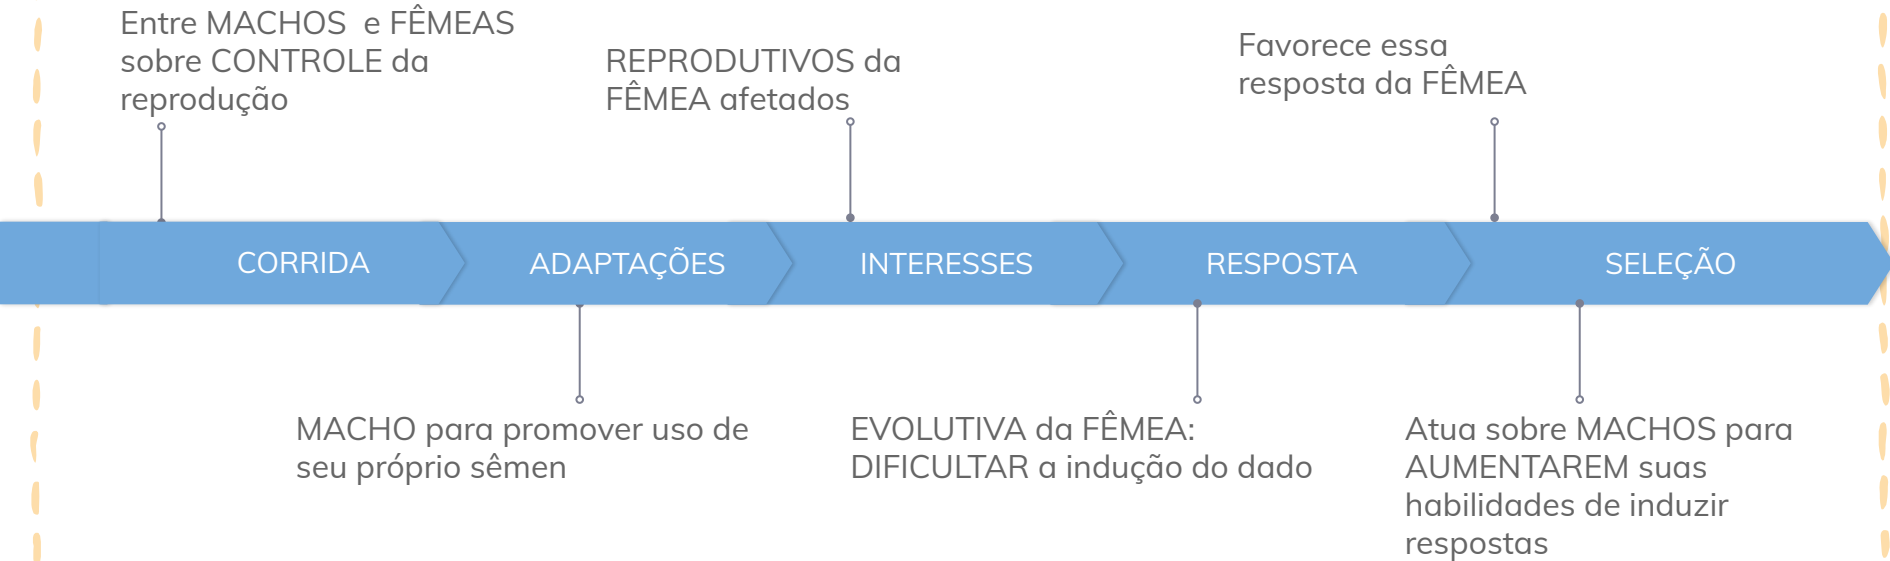 Entre MACHOS  e FÊMEAS
sobre CONTROLE da
reprodução
REPRODUTIVOS da
FÊMEA afetados
Favorece essa
resposta da FÊMEA
CORRIDA
ADAPTAÇÕES
INTERESSES
RESPOSTA
SELEÇÃO
MACHO para promover uso de
seu próprio sêmen
EVOLUTIVA da FÊMEA:
DIFICULTAR a indução do dado
Atua sobre MACHOS para
AUMENTAREM suas
habilidades de induzir
respostas